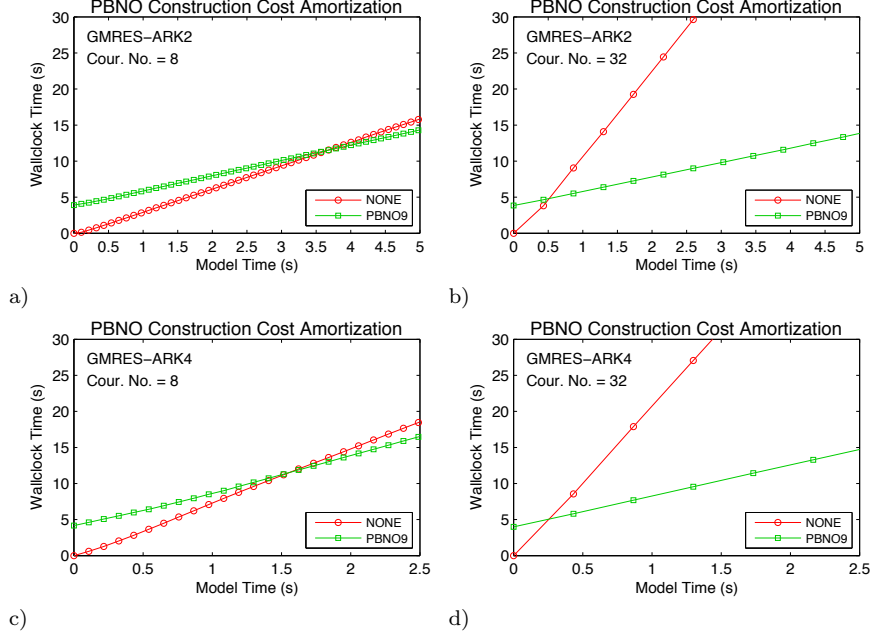 PBNO Construction Cost Amortization
GMRES−ARK2
Cour. No. = 8
Wallclock Time (s)
30
25
20
15
10
5
0
0 0.5 1 1.5 2 2.5 3 3.5 4 4.5 5
Model Time (s)
NONE
PBNO9
a)
PBNO Construction Cost Amortization
GMRES−ARK2
Cour. No. = 32
Wallclock Time (s)
30
25
20
15
10
5
0
0 0.5 1 1.5 2 2.5 3 3.5 4 4.5 5
Model Time (s)
NONE
PBNO9
b)
PBNO Construction Cost Amortization
GMRES−ARK4
Cour. No. = 8
Wallclock Time (s)
30
25
20
15
10
5
0
0 0.5 1 1.5 2 2.5
Model Time (s)
NONE
PBNO9
c)
PBNO Construction Cost Amortization
GMRES−ARK4
Cour. No. = 32
Wallclock Time (s)
30
25
20
15
10
5
0
0 0.5 1 1.5 2 2.5
Model Time (s)
NONE
PBNO9
d)